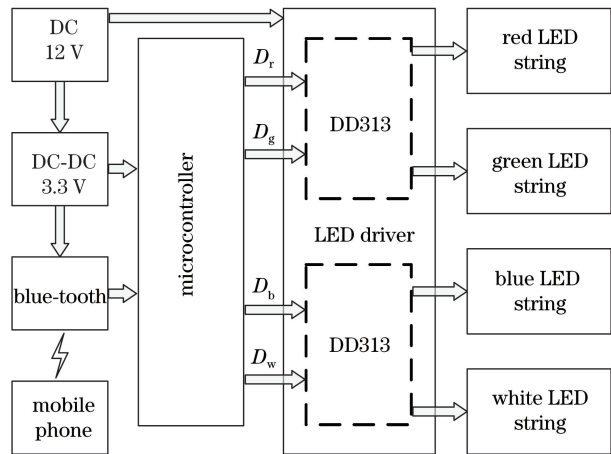 DC
12 V
DC-DC
3.3 V
blue-tooth
mobile
phone
microcontroller
Dr
Dg
Db
Dw
DD313
LED driver
DD313
red LED
string
green LED
string
blue LED
string
white LED
string